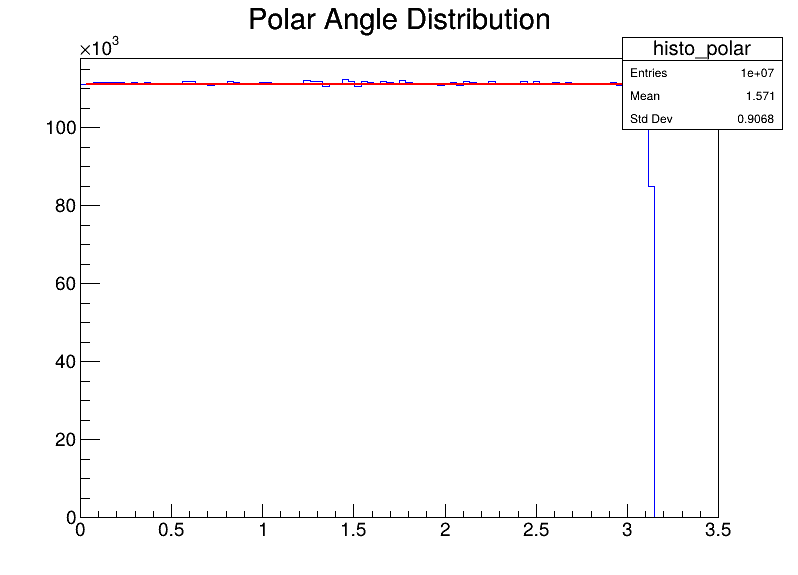 Polar Angle Distribution
×10³
histo_polar
Entries 1e+07
Mean 1.571
Std Dev 0.9068
100
80
60
40
20
0
0 0.5 1 1.5 2 2.5 3 3.5